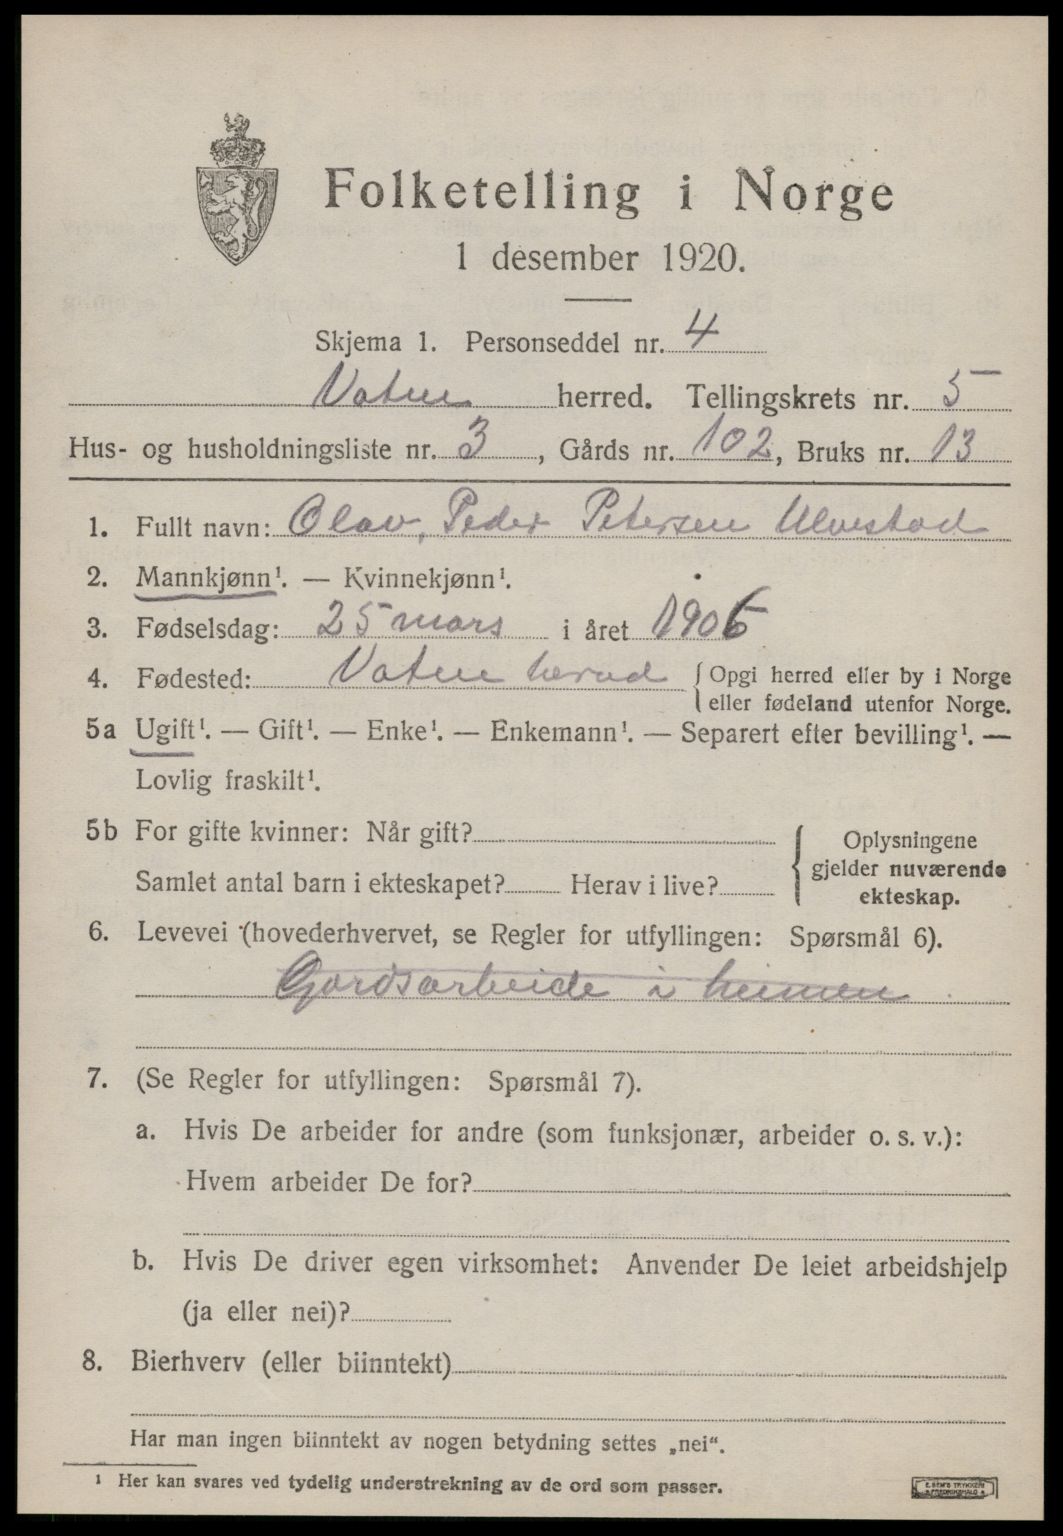 Folketelling i Norge
1 desember 1920.
Skjema 1. Personseddel nr. 4
Vatne herred. Tellingskrets nr. 5
Hus- og husholdningsliste nr. 3, Gårds nr. 102, Bruks nr. 13
1. Fullt navn: Olav, Peder Petersen Ulvestad
2. Mannkjønn¹. — Kvinnekjønn¹.
3. Fødselsdag: 25 mars i året 1906
4. Fødested: Vatne herad { Opgi herred eller by i Norge
eller fødeland utenfor Norge.
5a Ugift¹. — Gift¹. — Enke¹. — Enkemann¹. — Separert efter bevilling¹. —
Lovlig fraskilt¹.
5b For gifte kvinner: Når gift?
Samlet antal barn i ekteskapet? Herav i live?
Oplysningene
gjelder nuværende
ekteskap.
6. Levevei (hovederhvervet, se Regler for utfyllingen: Spørsmål 6).
Gardsarbeide i heimen
7. (Se Regler for utfyllingen: Spørsmål 7).
a. Hvis De arbeider for andre (som funksjonær, arbeider o. s. v.):
Hvem arbeider De for?
b. Hvis De driver egen virksomhet: Anvender De leiet arbeidshjelp
(ja eller nei)?
8. Bierhverv (eller biinntekt)
Har man ingen biinntekt av nogen betydning settes „nei“.
¹ Her kan svares ved tydelig understrekning av de ord som passer.
E. SEM'S TRYKKERI
FREDRIKSHALD